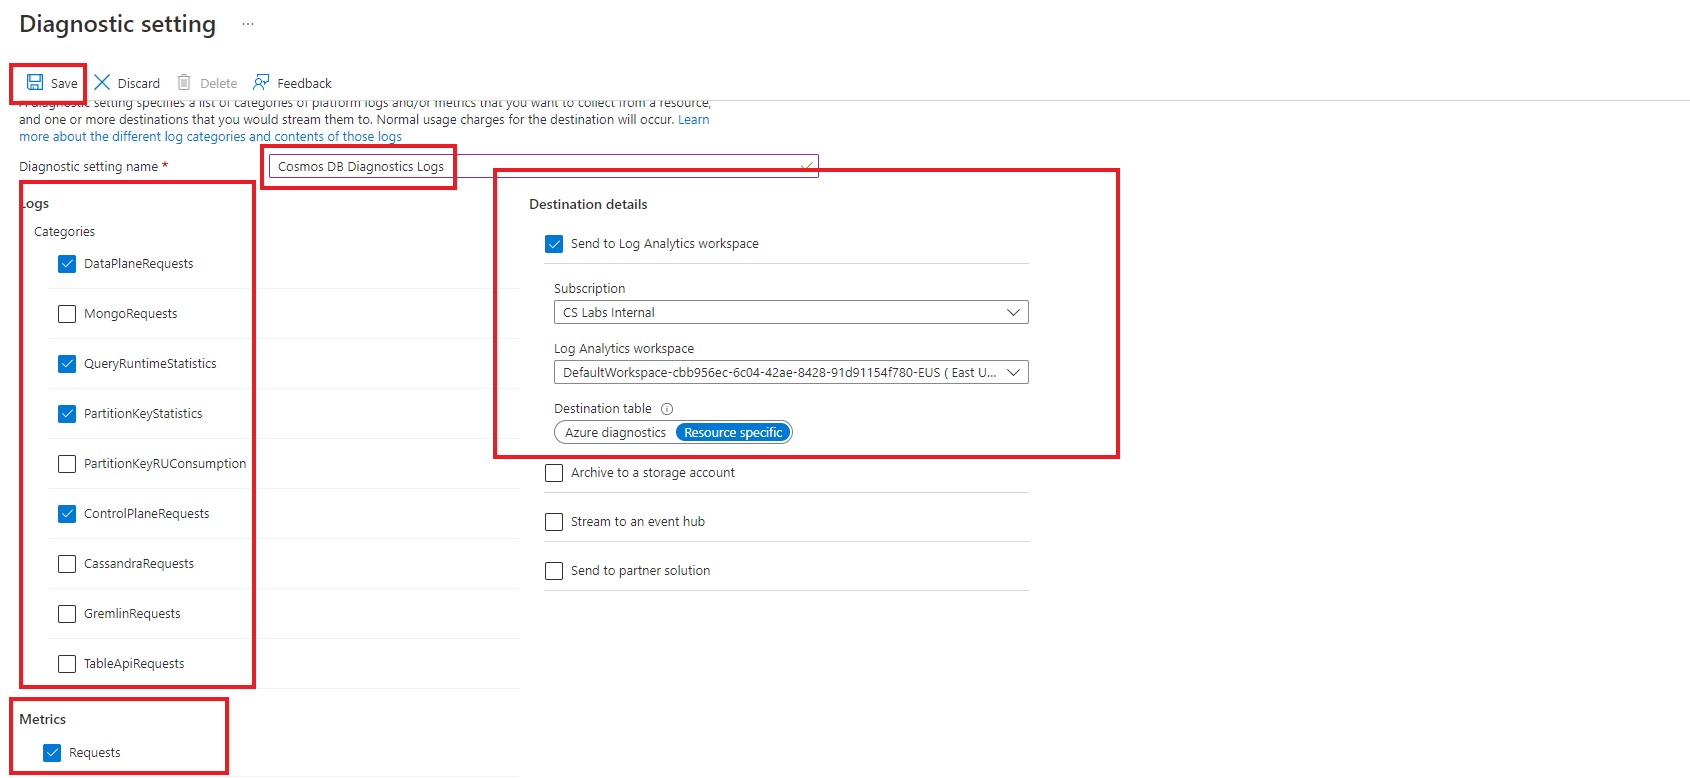 Diagnostic setting ...
Save Discard Delete Feedback
A diagnostic setting specifies a list of categories of platform logs and/or metrics that you want to collect from a resource,
and one or more destinations that you would stream them to. Normal usage charges for the destination will occur. Learn
more about the different log categories and contents of those logs
Diagnostic setting name *
Cosmos DB Diagnostics Logs
Logs
Categories
DataPlaneRequests
MongoRequests
QueryRuntimeStatistics
PartitionKeyStatistics
PartitionKeyRUConsumption
ControlPlaneRequests
CassandraRequests
GremlinRequests
TableApiRequests
Metrics
Requests
Destination details
Send to Log Analytics workspace
Subscription
CS Labs Internal
Log Analytics workspace
DefaultWorkspace-cbb956ec-6c04-42ae-8428-91d91154f780-EUS ( East U...
Destination table
Azure diagnostics Resource specific
Archive to a storage account
Stream to an event hub
Send to partner solution